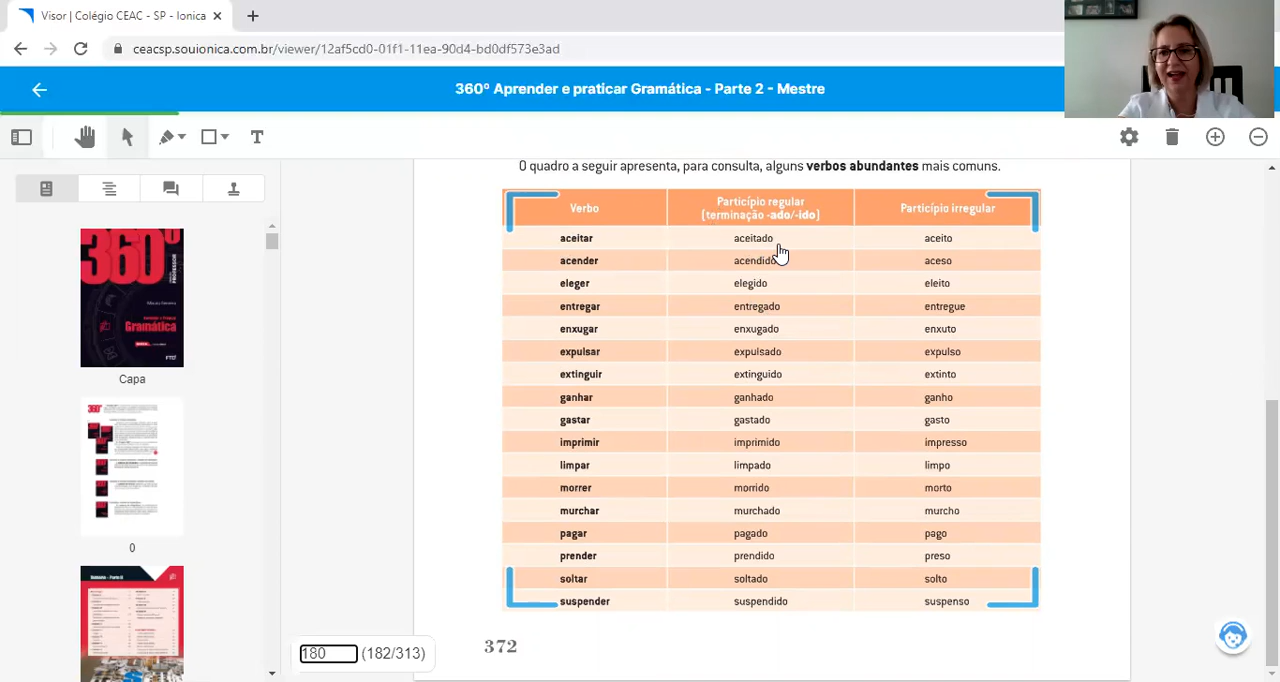 Visor | Colégio CEAC - SP - Ionica
ceacsp.souionica.com.br/viewer/12af5cd0-01f1-11ea-90d4-bd0df573e3ad
360º Aprender e praticar Gramática - Parte 2 - Mestre
O quadro a seguir apresenta, para consulta, alguns verbos abundantes mais comuns.
Verbo Particípio regular (terminação -ado/-ido) Particípio irregular
aceitar aceitado aceito
acender acendido aceso
eleger elegido eleito
entregar entregado entregue
enxugar enxugado enxuto
expulsar expulsado expulso
extinguir extinguido extinto
ganhar ganhado ganho
gastar gastado gasto
imprimir imprimido impresso
limpar limpado limpo
morrer morrido morto
murchar murchado murcho
pagar pagado pago
prender prendido preso
soltar soltado solto
suspender suspendido suspenso
372
180 (182/313)
360º
Gramática
Capa
360º
0